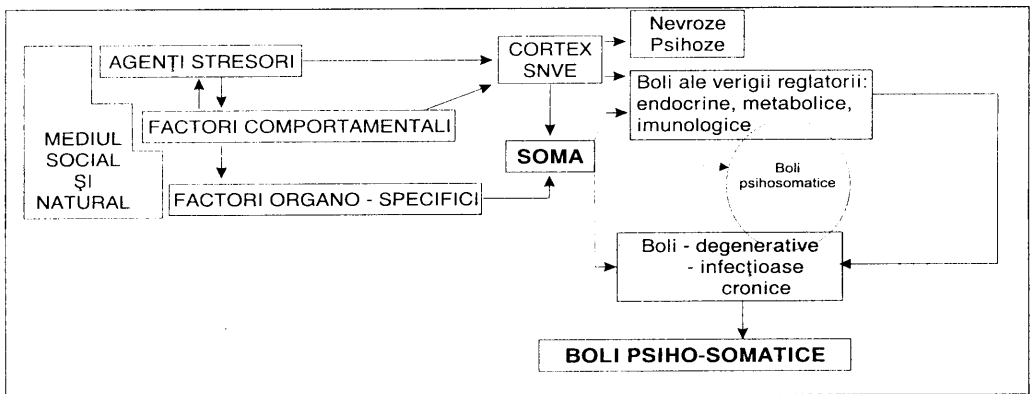 AGENȚI STRESORI
FACTORI COMPORTAMENTALI
MEDIUL
SOCIAL
ȘI
NATURAL
FACTORI ORGANO - SPECIFICI
CORTEX
SNVE
SOMA
Nevroze
Psihoze
Boli ale verigii reglatorii:
endocrine, metabolice,
imunologice
Boli
psihosomatice
Boli - degenerative
- infecțioase
cronice
BOLI PSIHO-SOMATICE